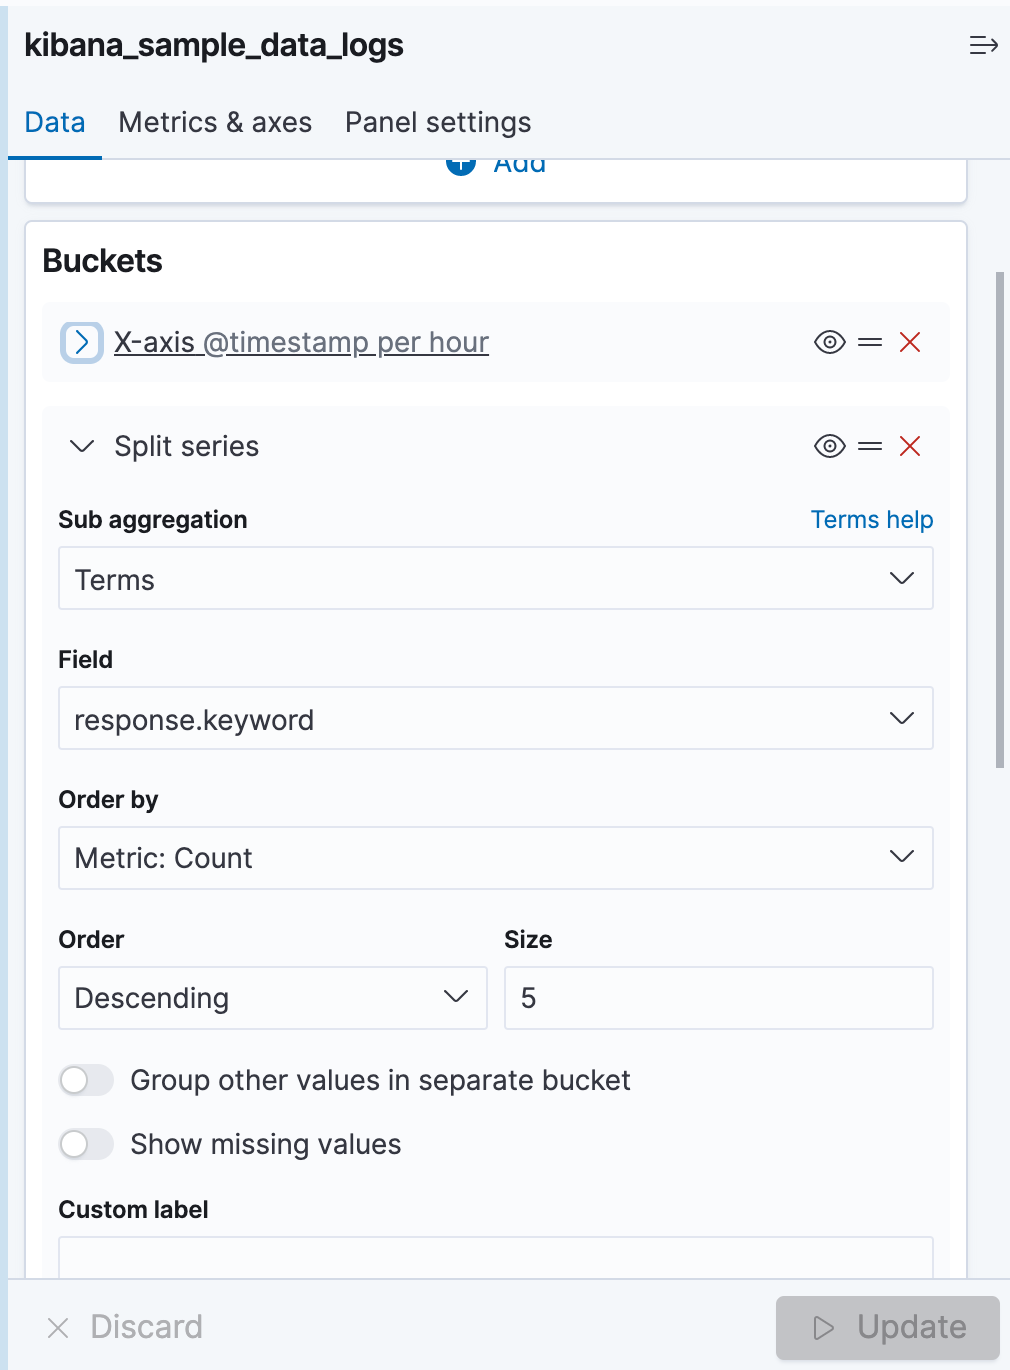 kibana_sample_data_logs
Data Metrics & axes Panel settings
Add
Buckets
X-axis @timestamp per hour
Split series
Sub aggregation Terms help
Terms
Field
response.keyword
Order by
Metric: Count
Order Size
Descending 5
Group other values in separate bucket
Show missing values
Custom label
Discard Update